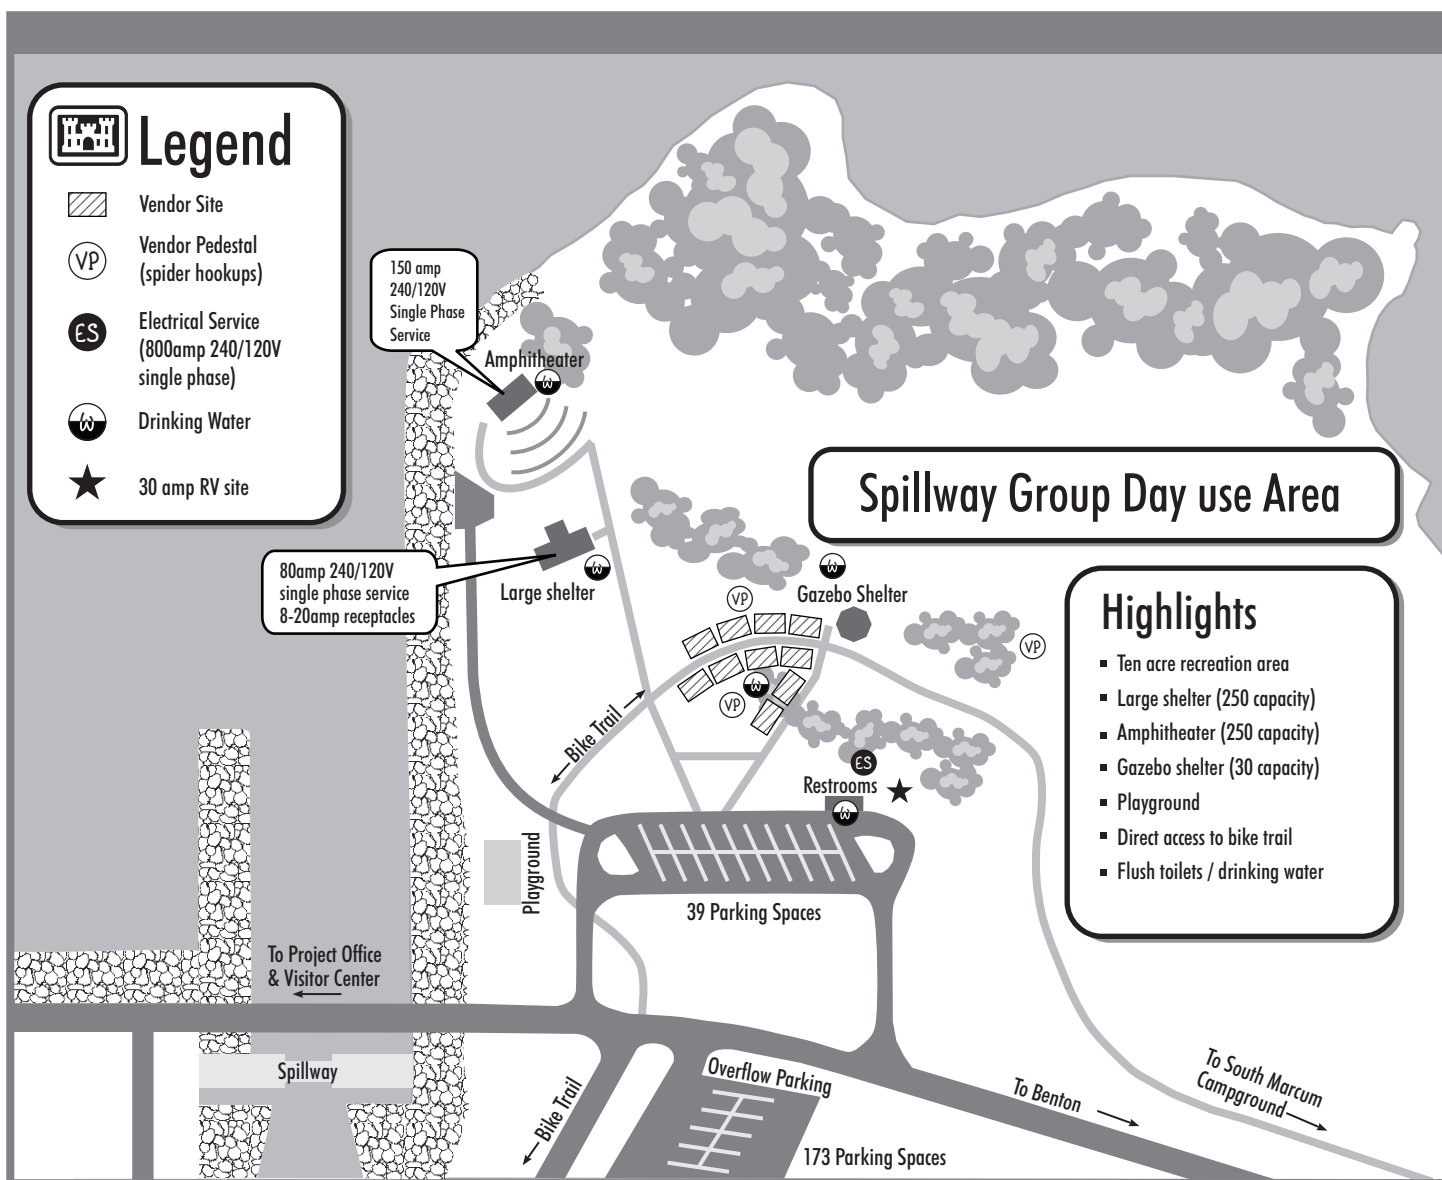 Legend
Vendor Site
VP
Vendor Pedestal
(spider hookups)
ES
Electrical Service
(800amp 240/120V
single phase)
W
Drinking Water
30 amp RV site
150 amp
240/120V
Single Phase
Service
Amphitheater
W
Spillway Group Day use Area
80amp 240/120V
single phase service
8-20amp receptacles
Large shelter
W
W
Gazebo Shelter
VP
VP
W
VP
Bike Trail
ES
Restrooms
W
Playground
39 Parking Spaces
Highlights
▪ Ten acre recreation area
▪ Large shelter (250 capacity)
▪ Amphitheater (250 capacity)
▪ Gazebo shelter (30 capacity)
▪ Playground
▪ Direct access to bike trail
▪ Flush toilets / drinking water
To Project Office
& Visitor Center
Spillway
Bike Trail
Overflow Parking
173 Parking Spaces
To Benton
To South Marcum
Campground